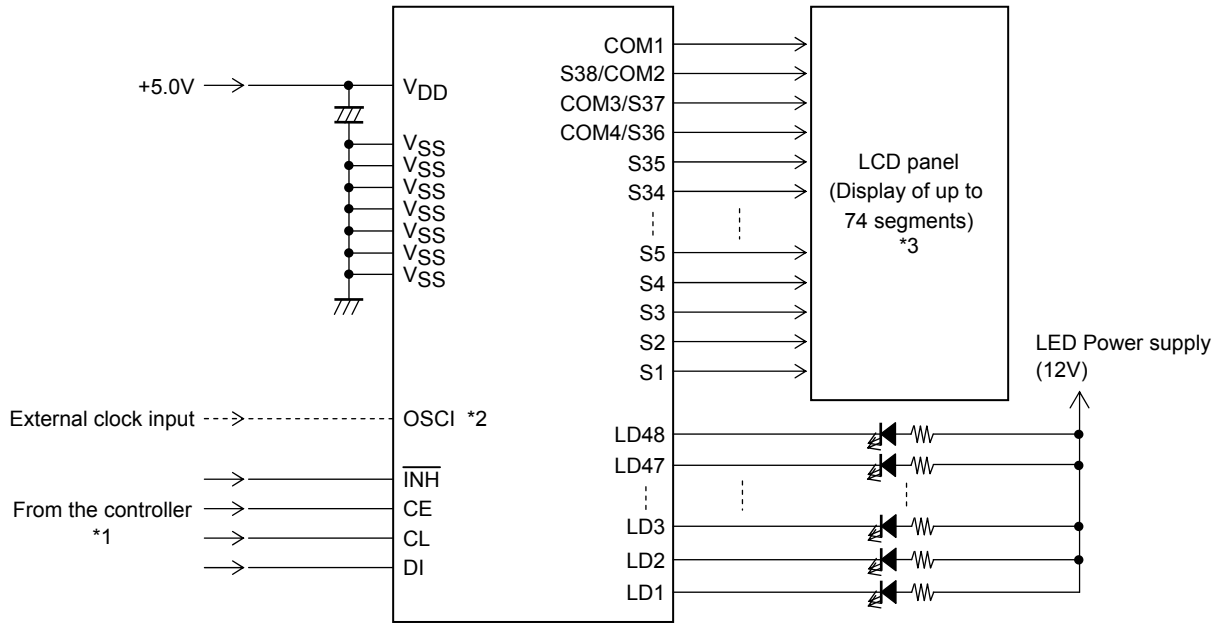 +5.0V
VDD
VSS
VSS
VSS
VSS
VSS
VSS
VSS
External clock input
OSCI *2
INH
From the controller
*1
CE
CL
DI
COM1
S38/COM2
COM3/S37
COM4/S36
S35
S34
S5
S4
S3
S2
S1
LD48
LD47
LD3
LD2
LD1
LCD panel
(Display of up to
74 segments)
*3
LED Power supply
(12V)